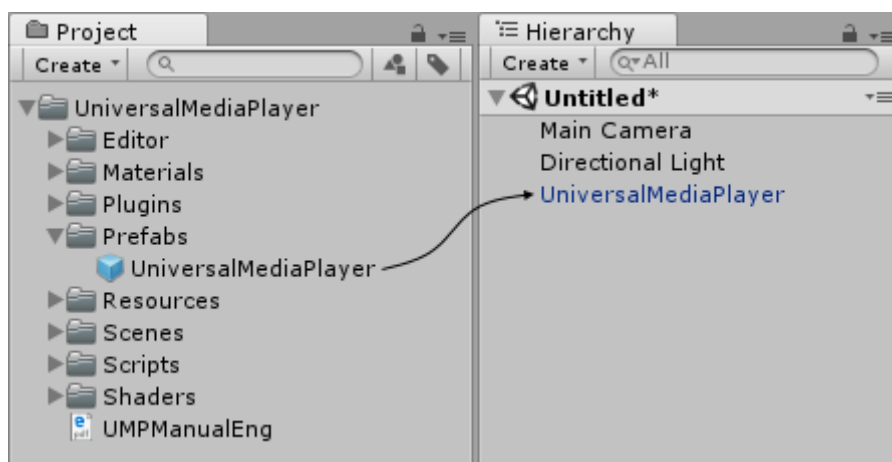 Project
Create
UniversalMediaPlayer
Editor
Materials
Plugins
Prefabs
UniversalMediaPlayer
Resources
Scenes
Scripts
Shaders
UMPManualEng
Hierarchy
Create All
Untitled*
Main Camera
Directional Light
UniversalMediaPlayer